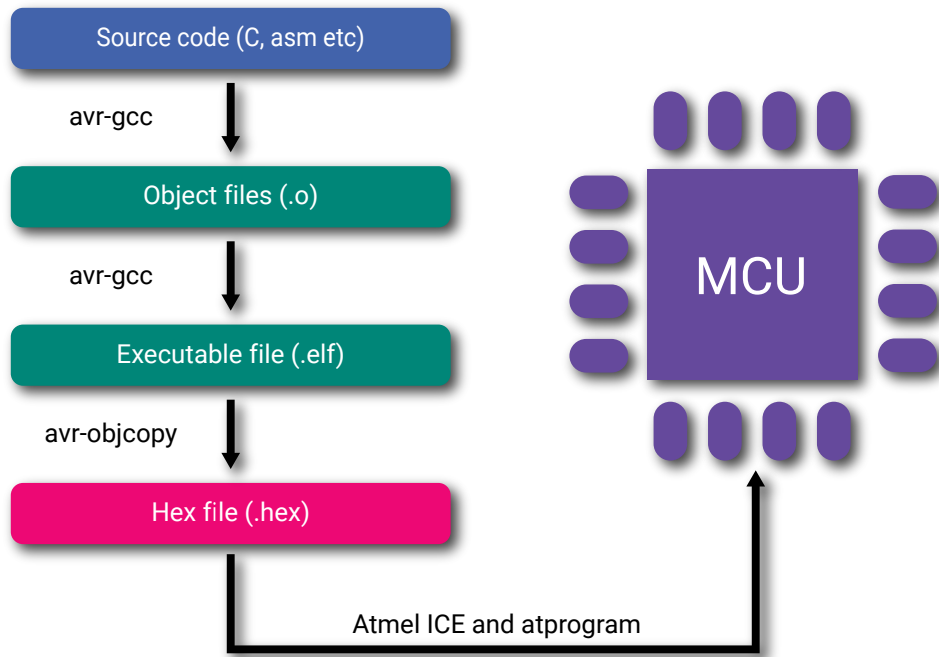 Source code (C, asm etc)
avr-gcc
Object files (.o)
avr-gcc
Executable file (.elf)
avr-objcopy
Hex file (.hex)
Atmel ICE and atprogram
MCU